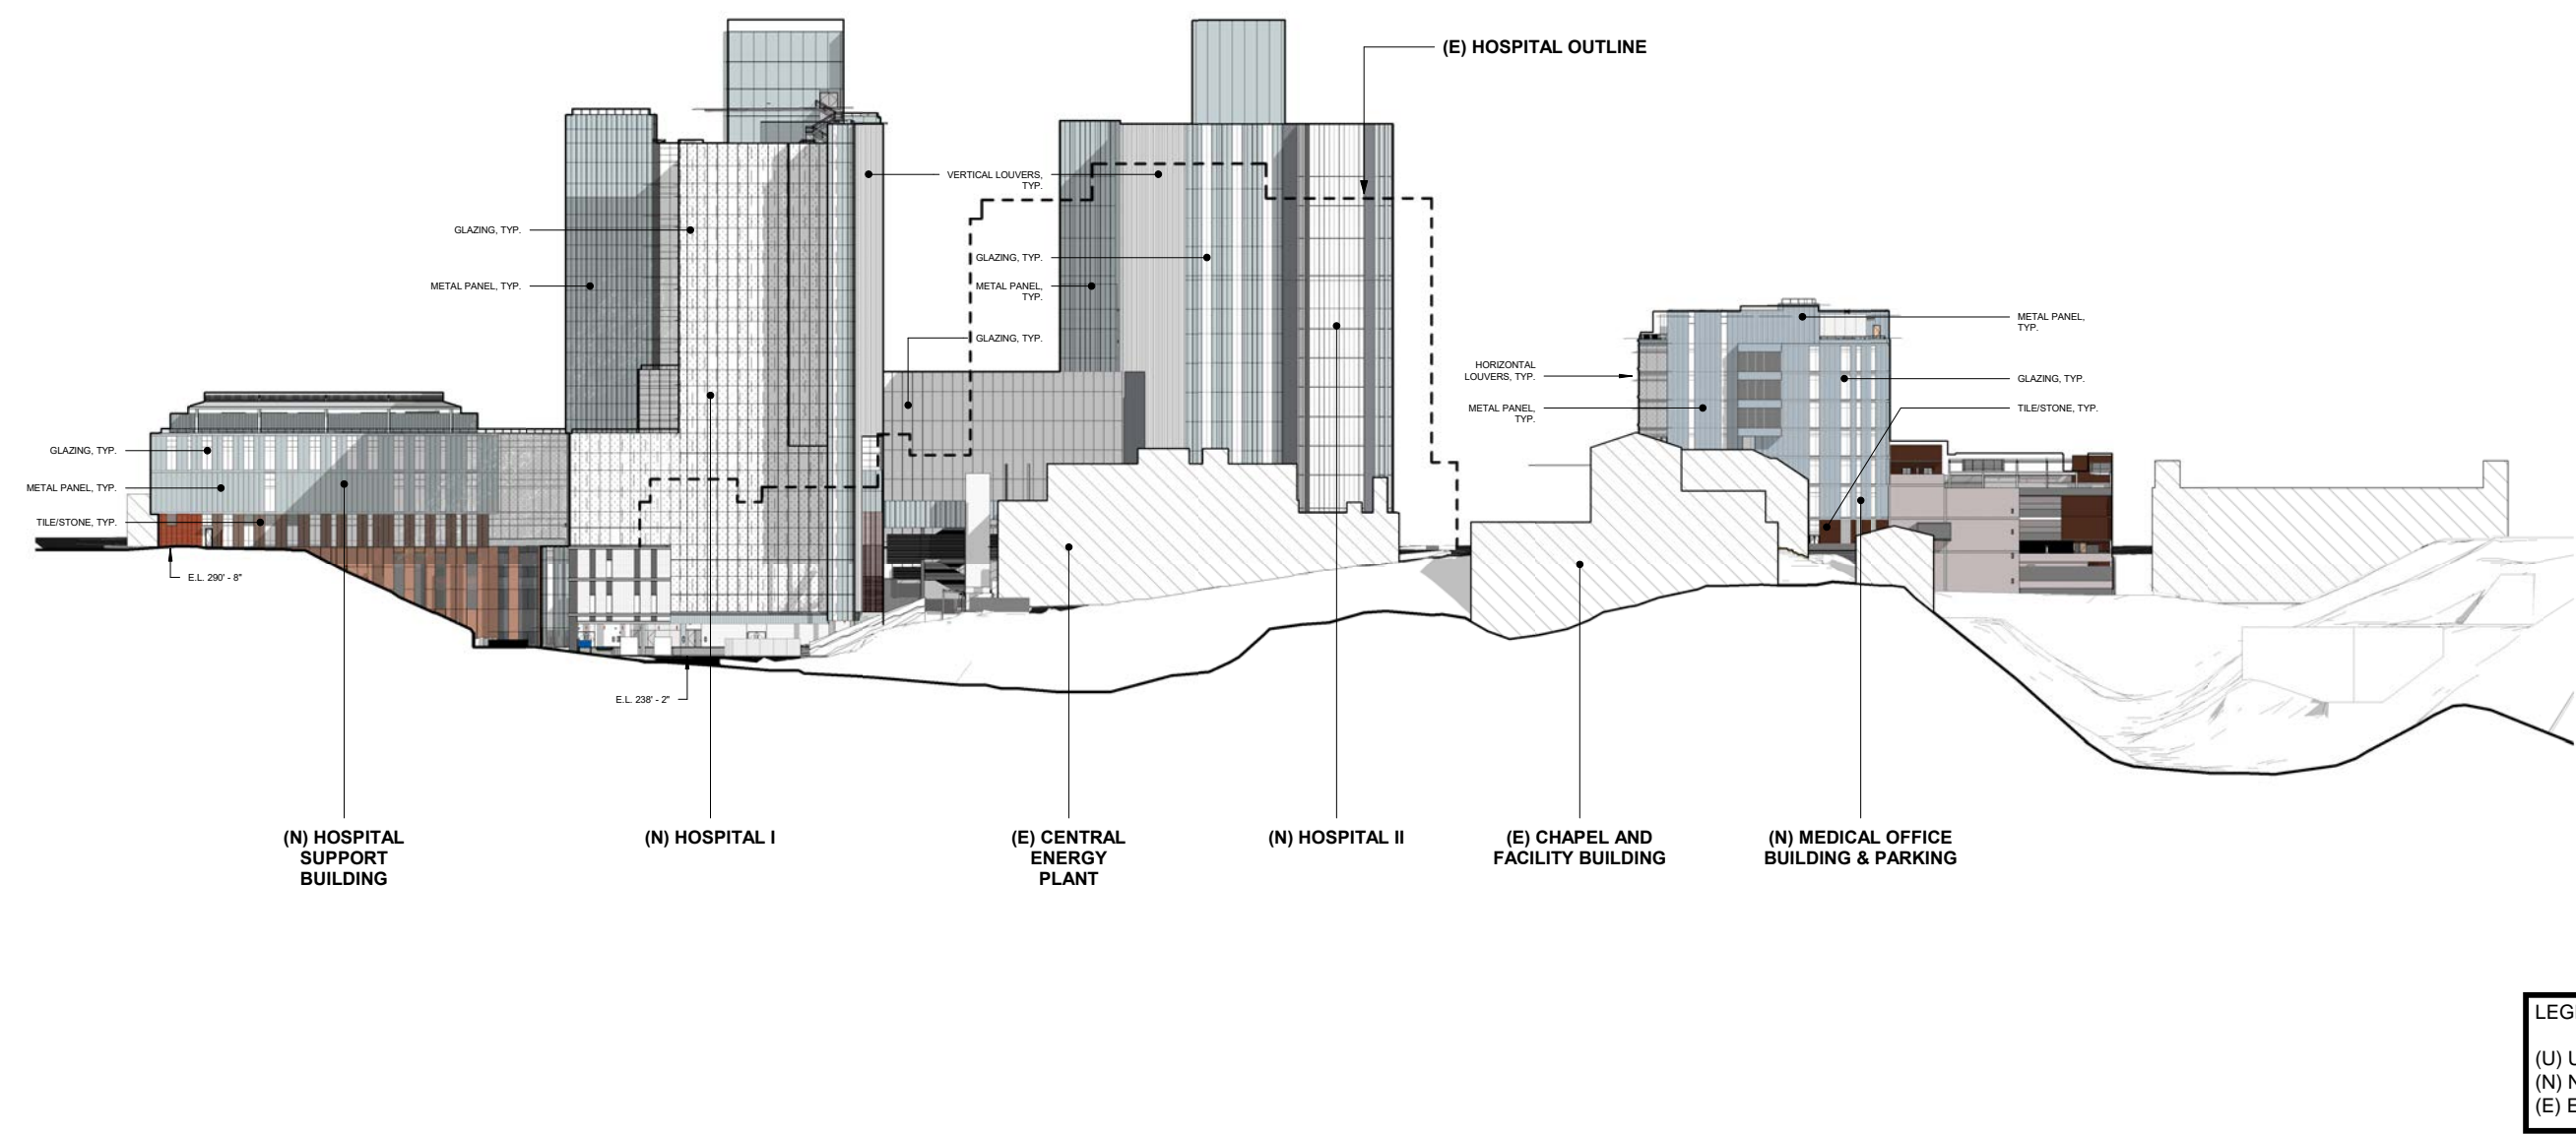 (E) HOSPITAL OUTLINE
VERTICAL LOUVERS,
TYP.
GLAZING, TYP.
METAL PANEL, TYP.
GLAZING, TYP.
METAL PANEL,
TYP.
GLAZING, TYP.
HORIZONTAL
LOUVERS, TYP.
METAL PANEL,
TYP.
METAL PANEL,
TYP.
GLAZING, TYP.
TILE/STONE, TYP.
GLAZING, TYP.
METAL PANEL, TYP.
TILE/STONE, TYP.
E.L. 290' - 8"
E.L. 238' - 2"
(N) HOSPITAL
SUPPORT
BUILDING
(N) HOSPITAL I
(E) CENTRAL
ENERGY
PLANT
(N) HOSPITAL II
(E) CHAPEL AND
FACILITY BUILDING
(N) MEDICAL OFFICE
BUILDING & PARKING
LEG
(U) U
(N) N
(E) E